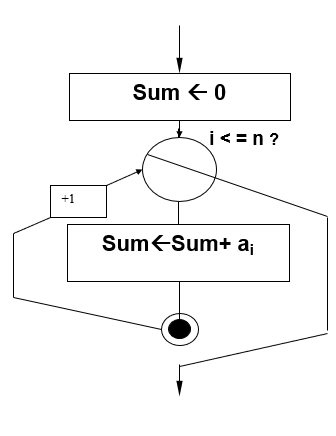 Sum ← 0
i < = n ?
+1
Sum←Sum+ aᵢ